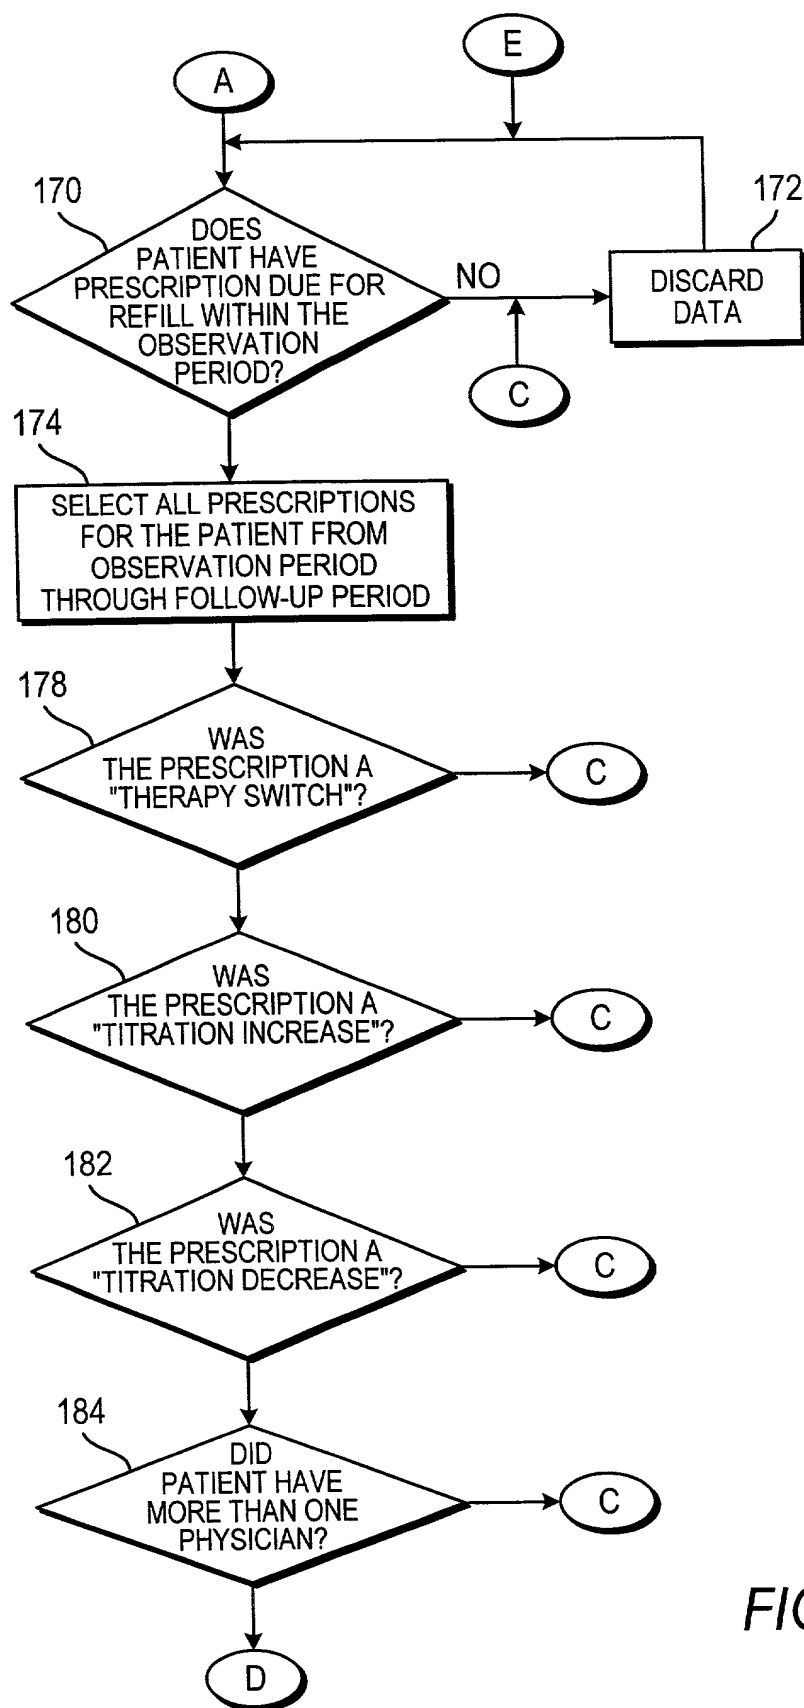 A
E
170
DOES
PATIENT HAVE
PRESCRIPTION DUE FOR
REFILL WITHIN THE
OBSERVATION
PERIOD?
NO
172
DISCARD
DATA
C
174
SELECT ALL PRESCRIPTIONS
FOR THE PATIENT FROM
OBSERVATION PERIOD
THROUGH FOLLOW-UP PERIOD
178
WAS
THE PRESCRIPTION A
"THERAPY SWITCH"?
C
180
WAS
THE PRESCRIPTION A
"TITRATION INCREASE"?
C
182
WAS
THE PRESCRIPTION A
"TITRATION DECREASE"?
C
184
DID
PATIENT HAVE
MORE THAN ONE
PHYSICIAN?
C
D